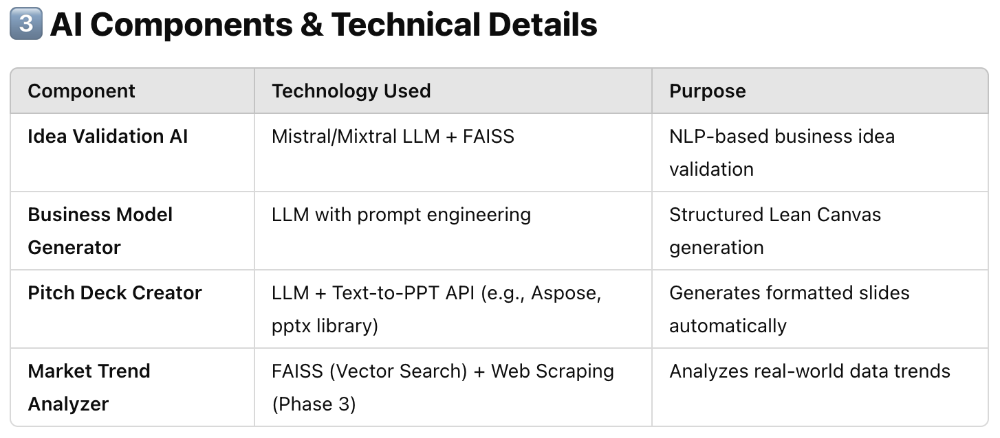 3 AI Components & Technical Details
Component Technology Used Purpose
Idea Validation AI Mistral/Mixtral LLM + FAISS NLP-based business idea
validation
Business Model LLM with prompt engineering Structured Lean Canvas
Generator generation
Pitch Deck Creator LLM + Text-to-PPT API (e.g., Aspose, Generates formatted slides
pptx library) automatically
Market Trend FAISS (Vector Search) + Web Scraping Analyzes real-world data trends
Analyzer (Phase 3)